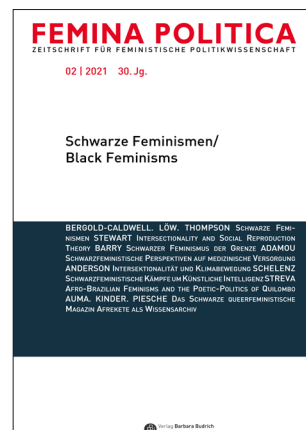 FEMINA POLITICA
ZEITSCHRIFT FÜR FEMINISTISCHE POLITIKWISSENSCHAFT
02 | 2021 30. Jg.
Schwarze Feminismen/
Black Feminisms
BERGOLD-CALDWELL. LÖW. THOMPSON Schwarze Femi-
nismen STEWART Intersectionality and Social Reproduction
Theory BARRY Schwarzer Feminismus der Grenze ADAMOU
Schwarzfeministische Perspektiven auf medizinische Versorgung
ANDERSON Intersektionalität und Klimabewegung SCHELENZ
Schwarzfeministische Kämpfe um Künstliche Intelligenz STREVA
Afro-Brazilian Feminisms and the Poetic-Politics of Quilombo
AUMA. KINDER. PIESCHE Das Schwarze queerfeministische
Magazin Afrekete als Wissensarchiv
Verlag Barbara Budrich